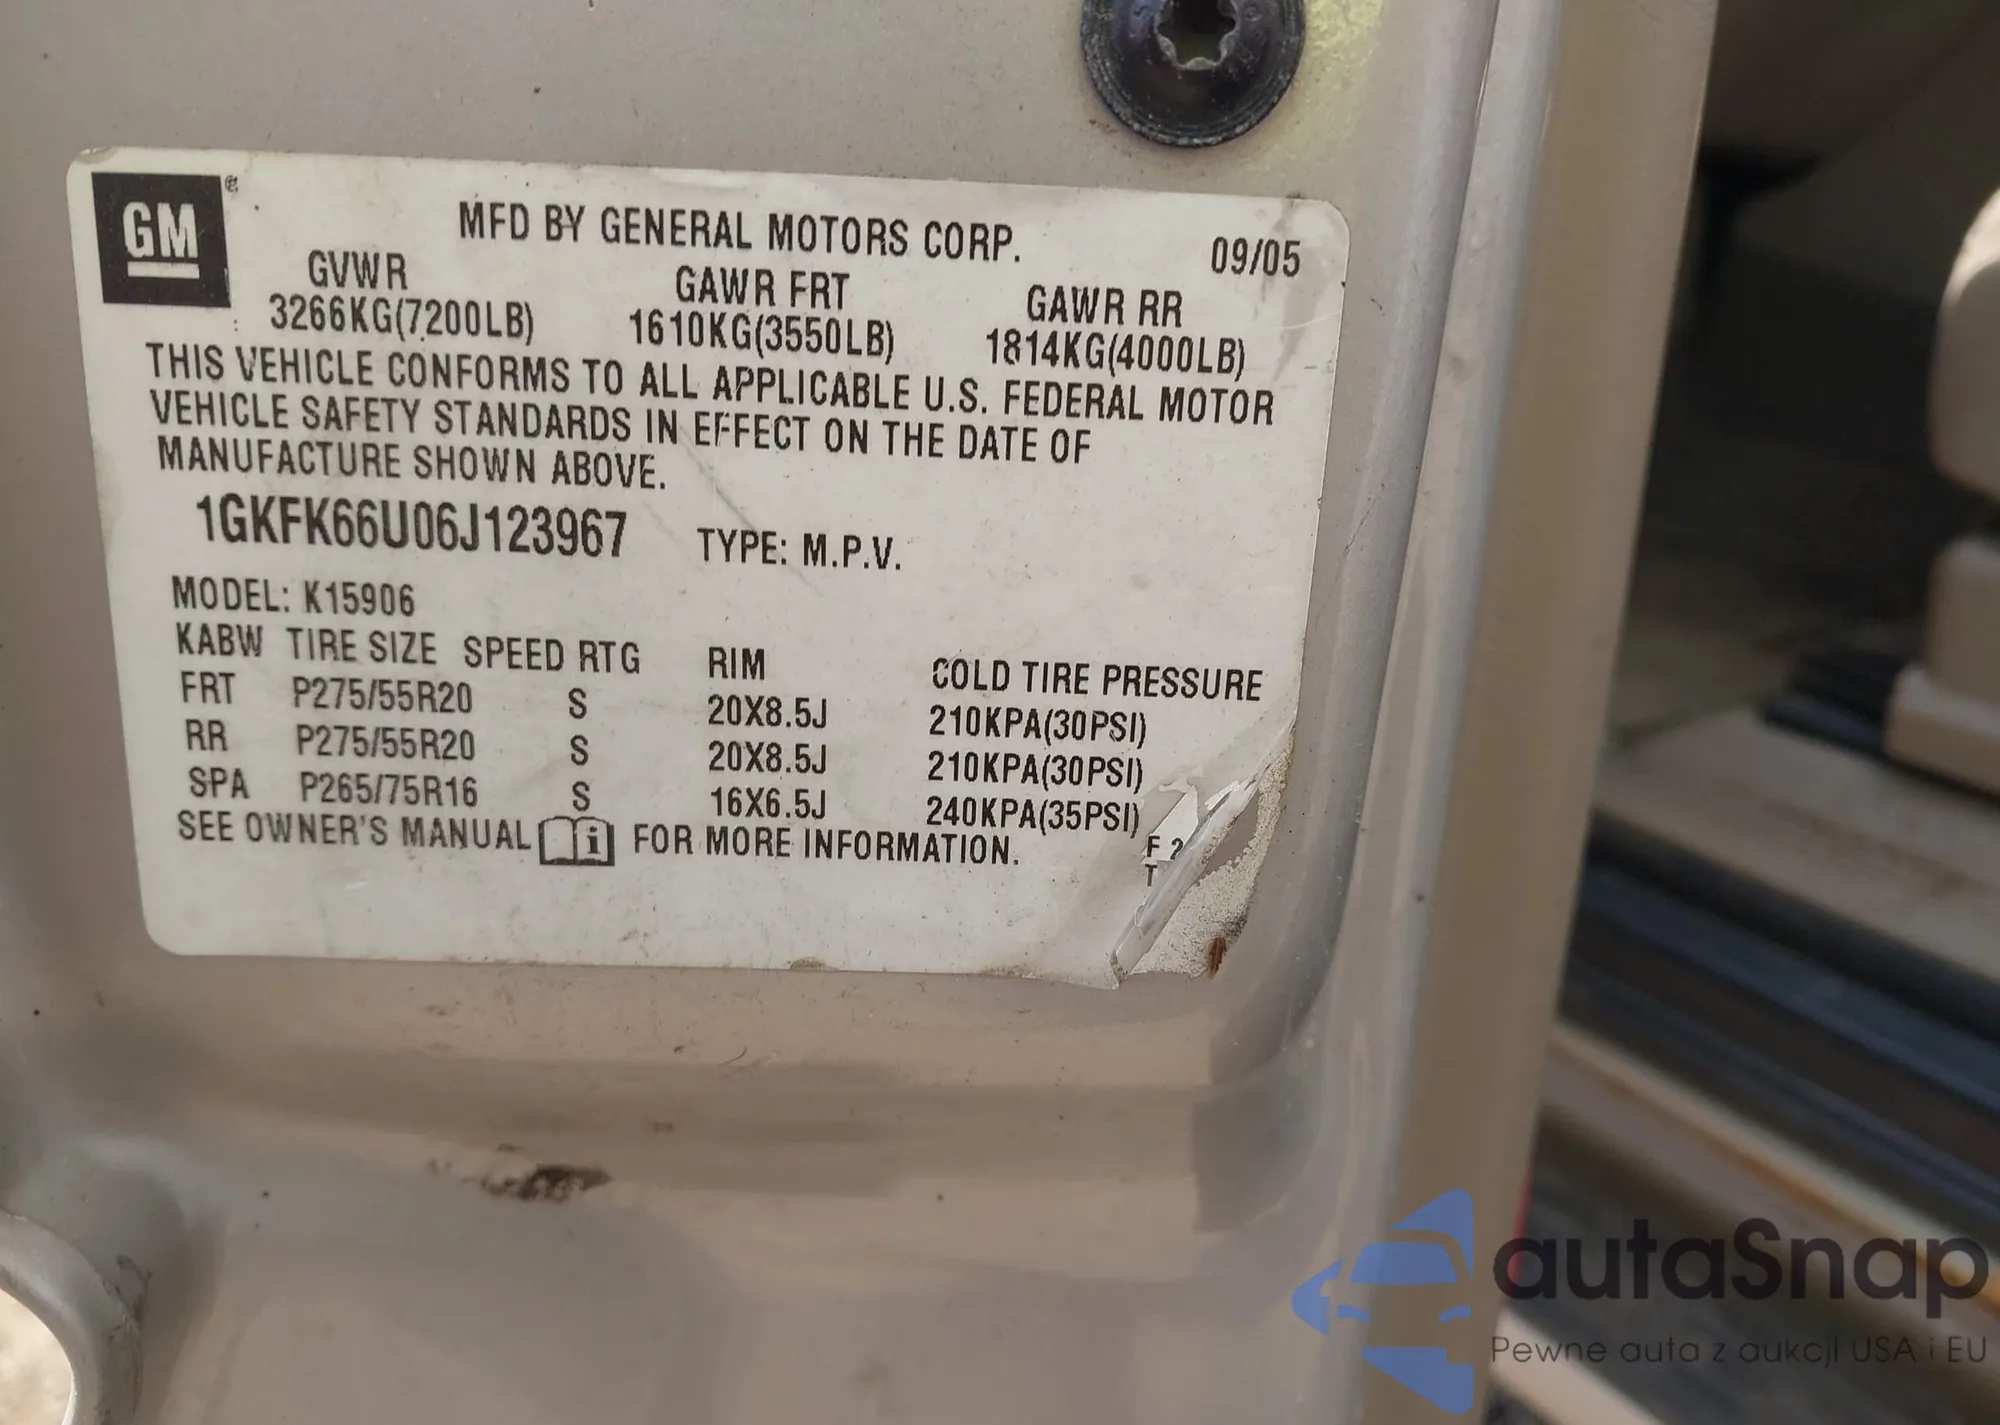 GM
MFD BY GENERAL MOTORS CORP. 09/05
GVWR GAWR FRT GAWR RR
3266KG(7200LB) 1610KG(3550LB) 1814KG(4000LB)
THIS VEHICLE CONFORMS TO ALL APPLICABLE U.S. FEDERAL MOTOR
VEHICLE SAFETY STANDARDS IN EFFECT ON THE DATE OF
MANUFACTURE SHOWN ABOVE.
1GKFK66U06J123967 TYPE: M.P.V.
MODEL: K15906
KABW TIRE SIZE SPEED RTG RIM COLD TIRE PRESSURE
FRT P275/55R20 S 20X8.5J 210KPA(30PSI)
RR P275/55R20 S 20X8.5J 210KPA(30PSI)
SPA P265/75R16 S 16X6.5J 240KPA(35PSI)
SEE OWNER'S MANUAL i FOR MORE INFORMATION.
F 2
T
autaSnap
Pewne auta z aukcji USA i EU